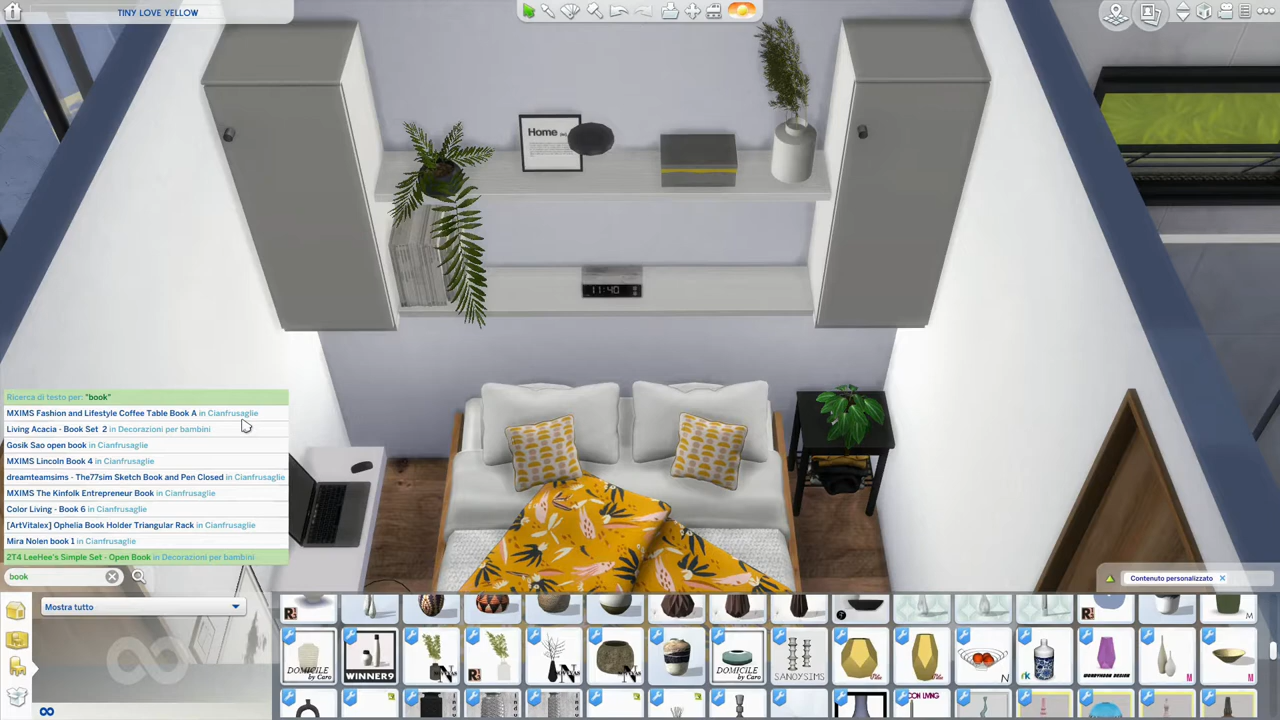 TINY LOVE YELLOW
Home
11:40
Ricerca di testo per: "book"
MXIMS Fashion and Lifestyle Coffee Table Book A in Cianfrusaglie
Living Acacia - Book Set 2 in Decorazioni per bambini
Gosik Sao open book in Cianfrusaglie
MXIMS Lincoln Book 4 in Cianfrusaglie
dreamteamsims - The77sim Sketch Book and Pen Closed in Cianfrusaglie
MXIMS The Kinfolk Entrepreneur Book in Cianfrusaglie
Color Living - Book 6 in Cianfrusaglie
[ArtVitalex] Ophelia Book Holder Triangular Rack in Cianfrusaglie
Mira Nolen book 1 in Cianfrusaglie
2T4 LeeHee's Simple Set - Open Book in Decorazioni per bambini
book
Contenuto personalizzato
Mostra tutto
DOMICILE
by Caro
WINNER9
DOMICILE
by Caro
SANOYSIMS
N
rk
M
M